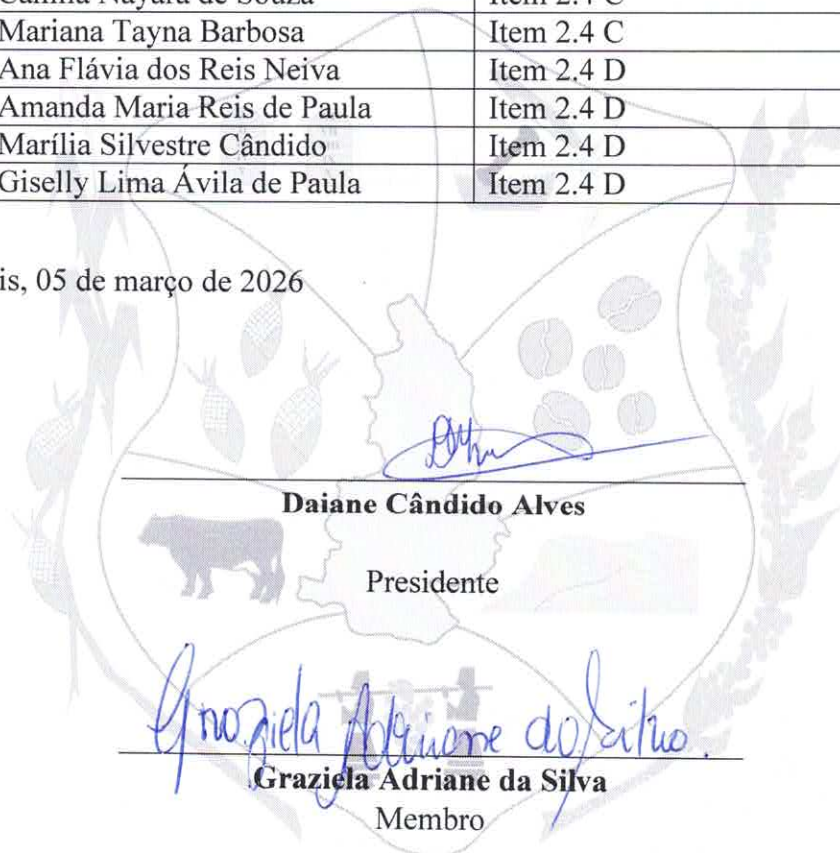 Mariana Tayna Barbosa Item 2.4 C
Ana Flávia dos Reis Neiva Item 2.4 D
Amanda Maria Reis de Paula Item 2.4 D
Marília Silvestre Cândido Item 2.4 D
Giselly Lima Ávila de Paula Item 2.4 D
is, 05 de março de 2026
Daiane Cândido Alves
Presidente
Graziela Adriane da Silva
Graziela Adriane da Silva
Membro